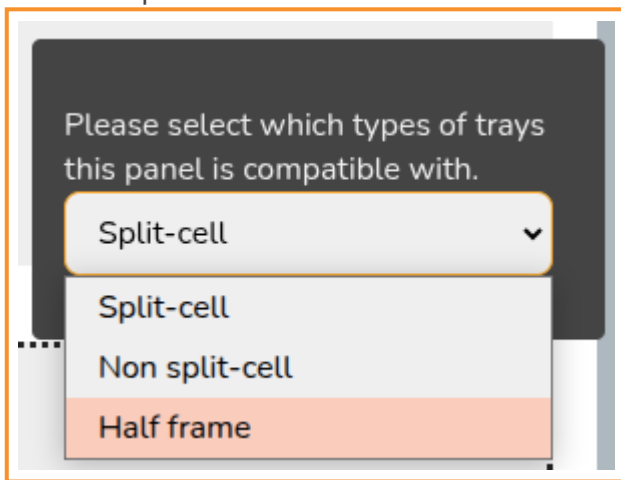 Please select which types of trays
this panel is compatible with.
Split-cell
Split-cell
Non split-cell
Half frame